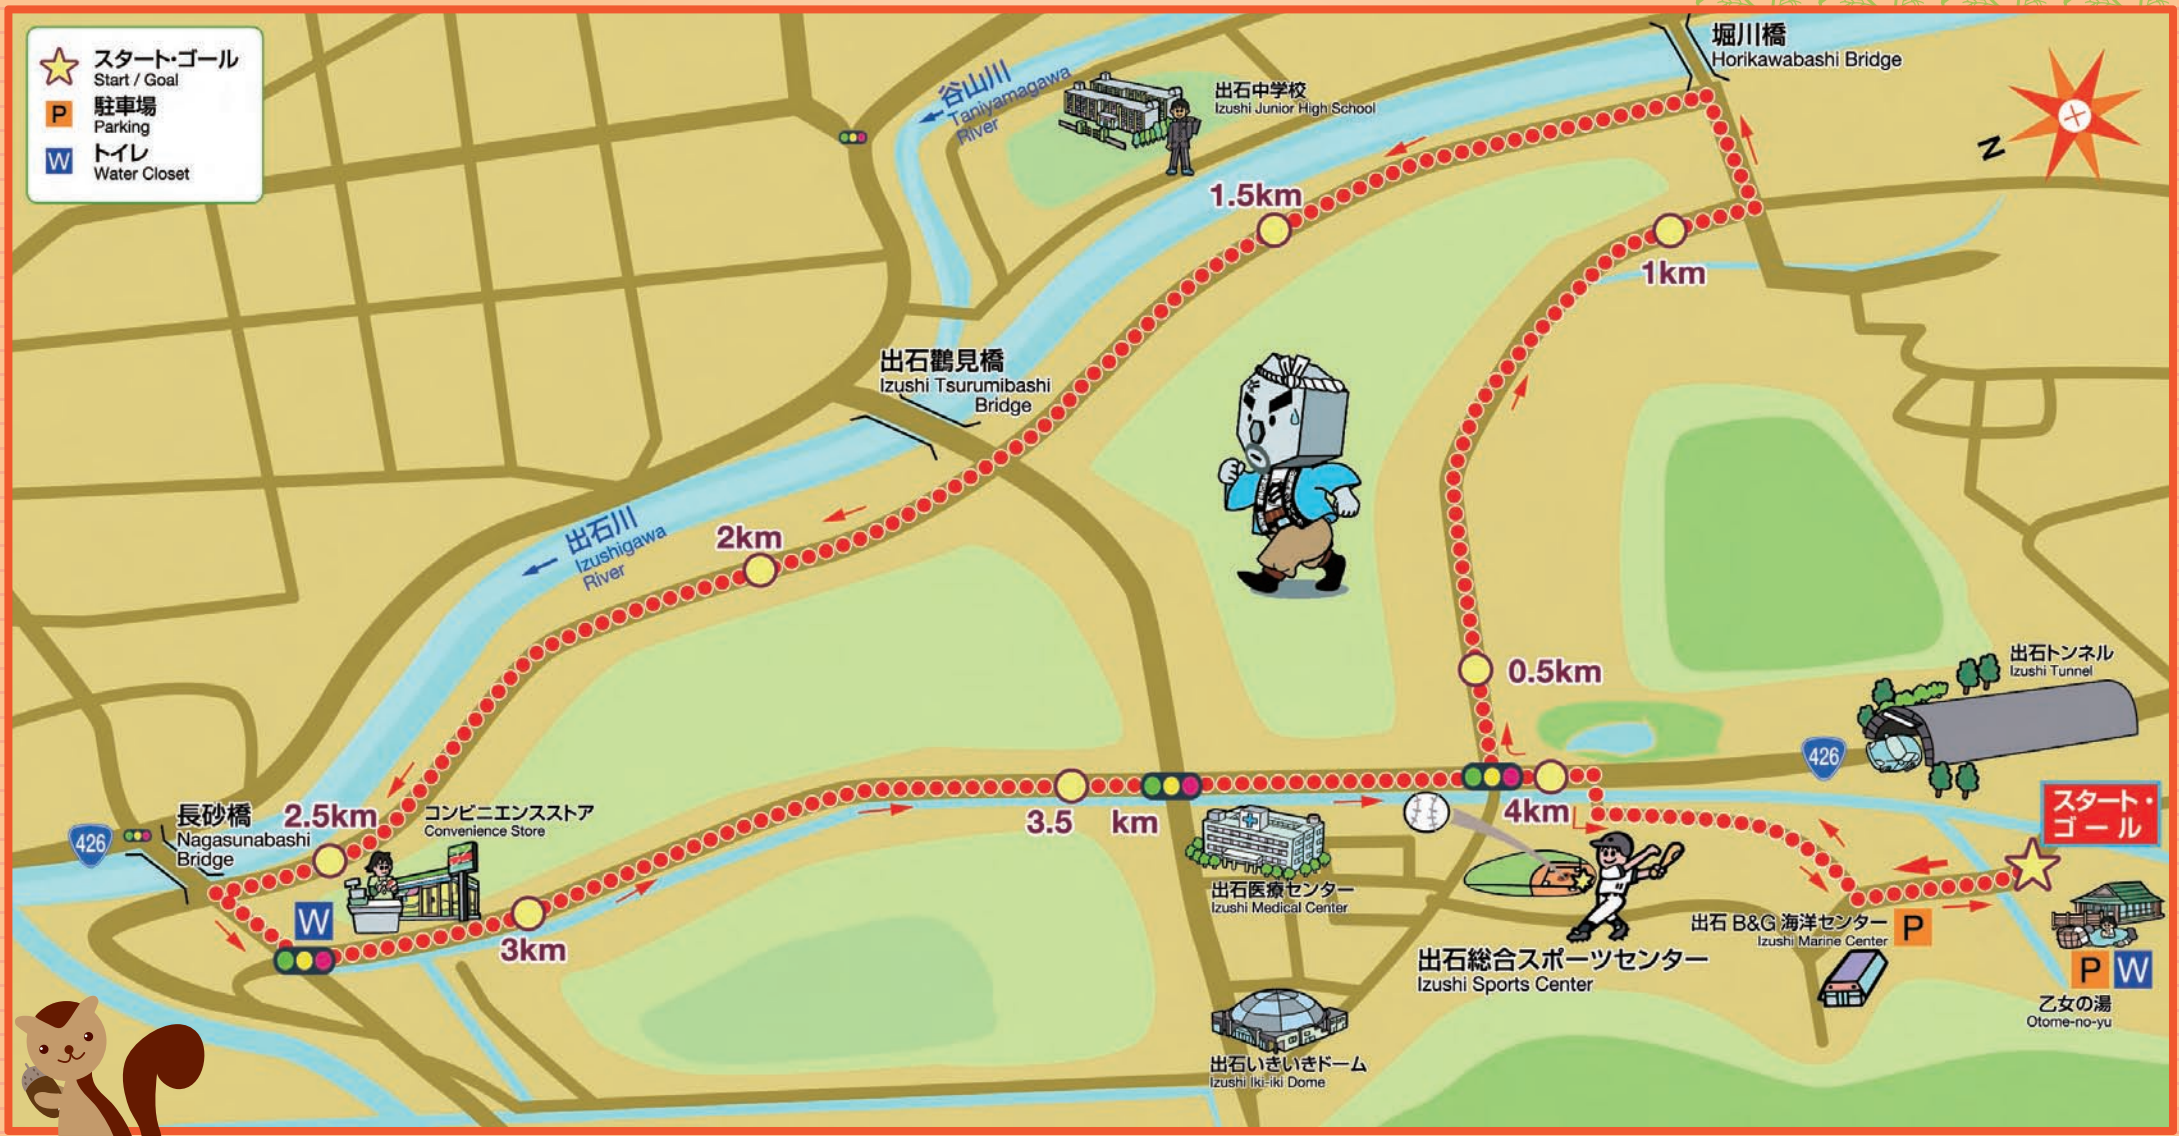 スタート・ゴール
Start / Goal
P
駐車場
Parking
W
トイレ
Water Closet
谷山川
Taniyamagawa
River
出石中学校
Izushi Junior High School
堀川橋
Horikawabashi Bridge
N
1.5km
1km
出石鶴見橋
Izushi Tsurumibashi
Bridge
出石川
Izushigawa
River
2km
0.5km
出石トンネル
Izushi Tunnel
426
スタート・
ゴール
426
長砂橋
Nagasunabashi
Bridge
2.5km
コンビニエンスストア
Convenience Store
W
3km
3.5 km
4km
出石医療センター
Izushi Medical Center
出石総合スポーツセンター
Izushi Sports Center
出石 B&G 海洋センター
Izushi Marine Center
P
P
W
乙女の湯
Otome-no-yu
出石いきいきドーム
Izushi Iki-iki Dome